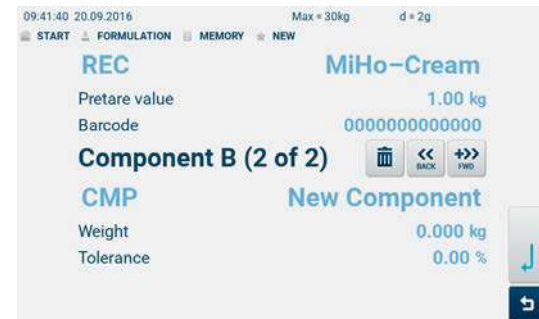 09:41:40 20.09.2016 Max = 30kg d = 2g
START FORMULATION MEMORY NEW
REC MiHo-Cream
Pretare value 1.00 kg
Barcode 0000000000000
Component B (2 of 2) << BACK +>> FWD
CMP New Component
Weight 0.000 kg
Tolerance 0.00 %